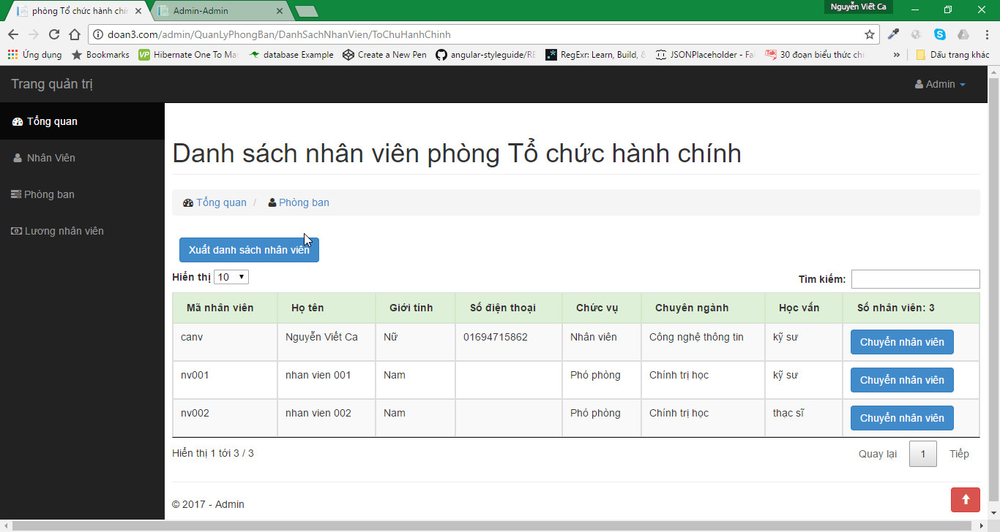 phòng Tổ chức hành chí
Admin-Admin
Nguyễn Viết Ca
doan3.com/admin/QuanLyPhongBan/DanhSachNhanVien/ToChuHanhChinh
Ứng dụng Bookmarks Hibernate One To Ma database Example Create a New Pen angular-styleguide/RE RegExr: Learn, Build, & JSONPlaceholder - Fa 30 đoạn biểu thức chí » Dấu trang khác
Trang quản trị
Admin
Tổng quan
Nhân Viên
Phòng ban
Lương nhân viên
Danh sách nhân viên phòng Tổ chức hành chính
Tổng quan / Phòng ban
Xuất danh sách nhân viên
Hiển thị 10
Tìm kiếm:
Mã nhân viên Họ tên Giới tính Số điện thoại Chức vụ Chuyên ngành Học vấn Số nhân viên: 3
canv Nguyễn Viết Ca Nữ 01694715862 Nhân viên Công nghệ thông tin kỹ sư Chuyển nhân viên
nv001 nhan vien 001 Nam Phó phòng Chính trị học kỹ sư Chuyển nhân viên
nv002 nhan vien 002 Nam Phó phòng Chính trị học thạc sĩ Chuyển nhân viên
Hiển thị 1 tới 3 / 3
Quay lại 1 Tiếp
© 2017 - Admin